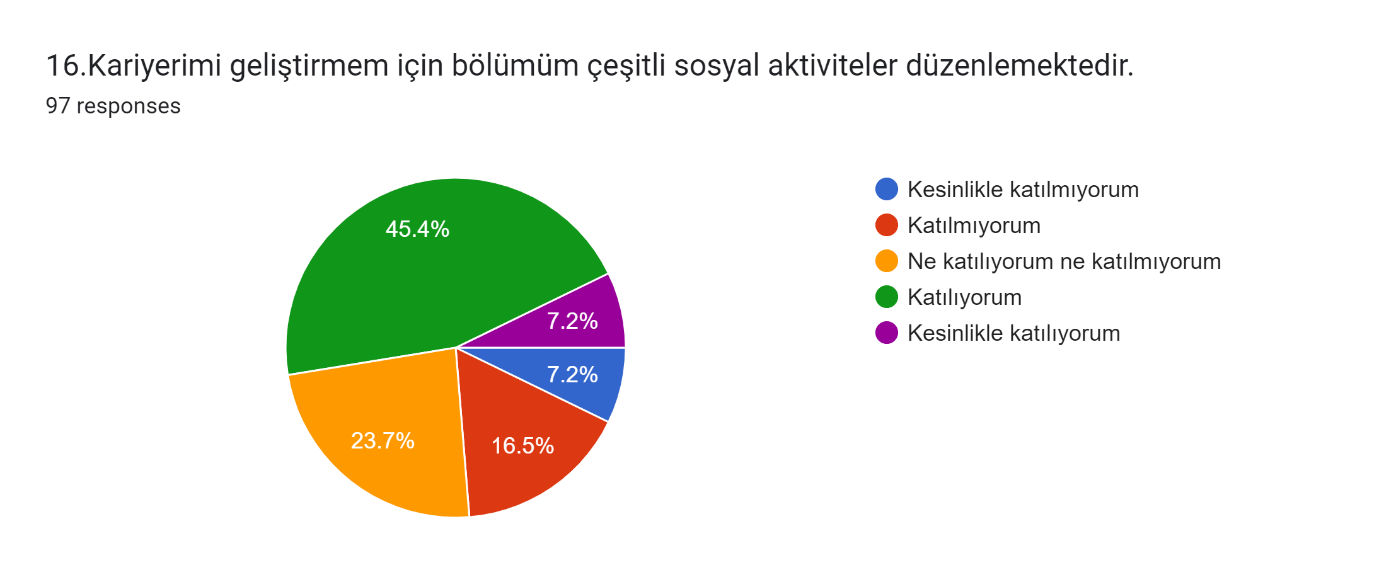 16.Kariyerimi geliştirmem için bölümüm çeşitli sosyal aktiviteler düzenlemektedir.
97 responses
45.4%
7.2%
7.2%
16.5%
23.7%
Kesinlikle katılmıyorum
Katılmıyorum
Ne katılıyorum ne katılmıyorum
Katılıyorum
Kesinlikle katılıyorum